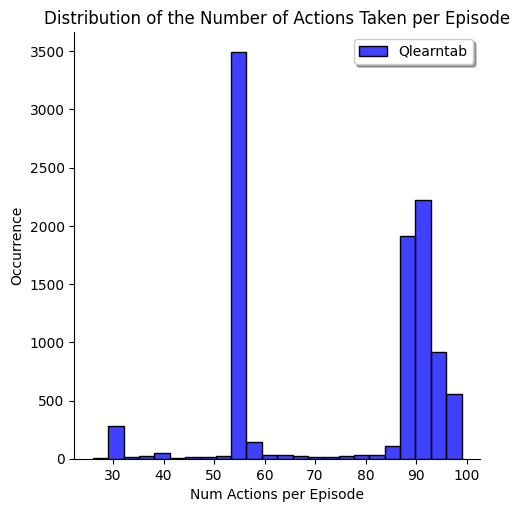 Distribution of the Number of Actions Taken per Episode
Qlearntab
3500
3000
2500
2000
1500
1000
500
0
Occurrence
30 40 50 60 70 80 90 100
Num Actions per Episode